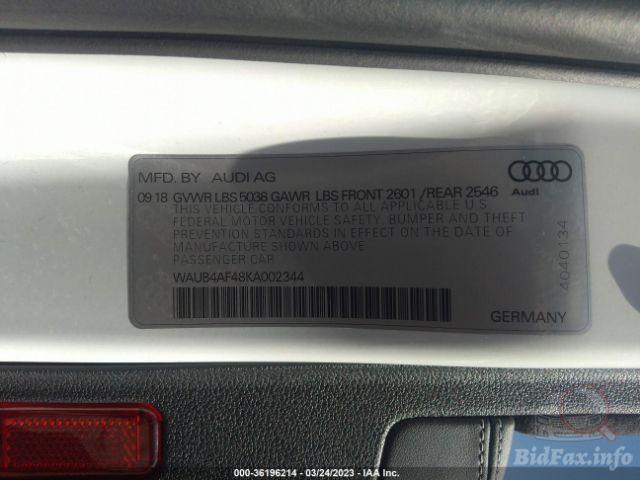 MFD. BY AUDI AG
09 18 GVWR LBS 5038 GAWR LBS FRONT 2601 / REAR 2546
THIS VEHICLE CONFORMS TO ALL APPLICABLE U S
FEDERAL MOTOR VEHICLE SAFETY, BUMPER AND THEFT
PREVENTION STANDARDS IN EFFECT ON THE DATE OF
MANUFACTURE SHOWN ABOVE
PASSENGER CAR
WAUB4AF48KA002344
Audi
4040134
GERMANY
000-36196214 - 03/24/2023 - IAA Inc.
BidFax.info